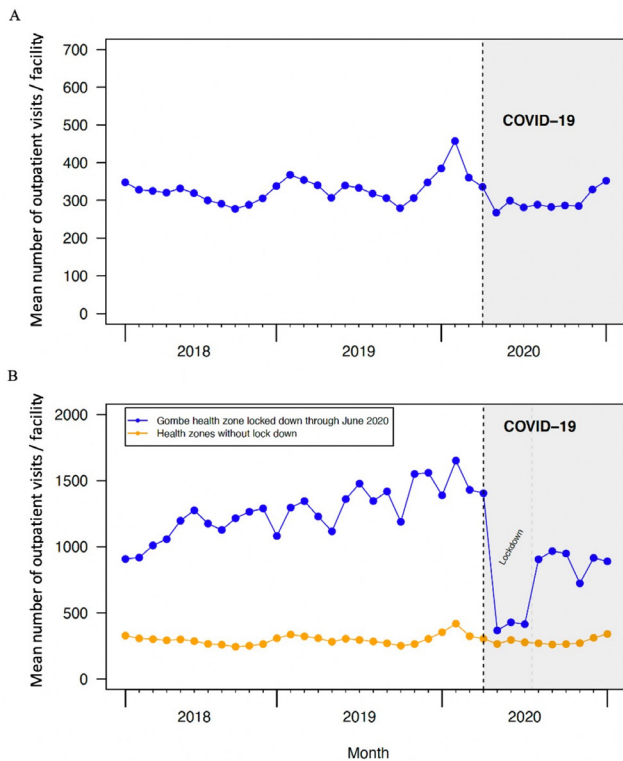 A
Mean number of outpatient visits / facility
700
600
500
400
300
200
100
0
COVID−19
2018
2019
2020
B
Mean number of outpatient visits / facility
2000
1500
1000
500
0
Gombe health zone locked down through June 2020
Health zones without lock down
COVID−19
Lockdown
2018
2019
2020
Month